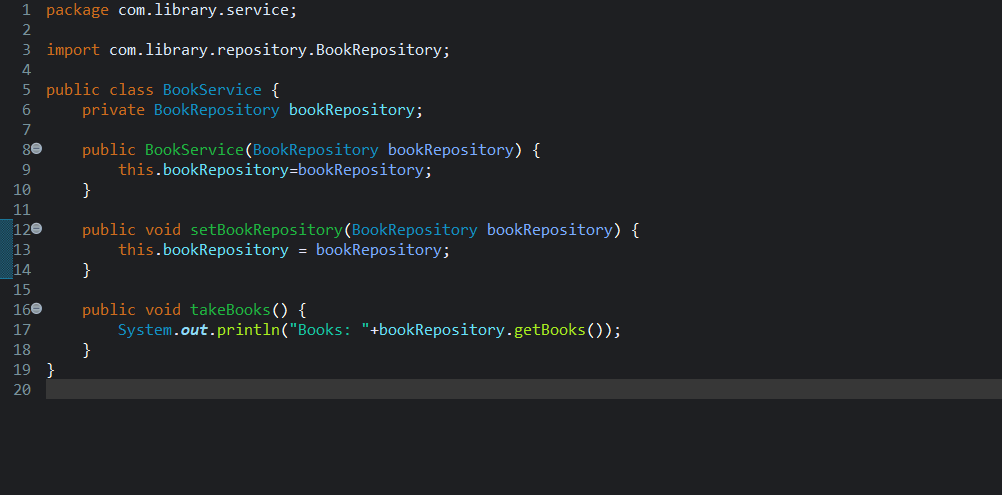 1 package com.library.service;
2
3 import com.library.repository.BookRepository;
4
5 public class BookService {
6     private BookRepository bookRepository;
7
8     public BookService(BookRepository bookRepository) {
9         this.bookRepository=bookRepository;
10     }
11
12     public void setBookRepository(BookRepository bookRepository) {
13         this.bookRepository = bookRepository;
14     }
15
16     public void takeBooks() {
17         System.out.println("Books: "+bookRepository.getBooks());
18     }
19 }
20